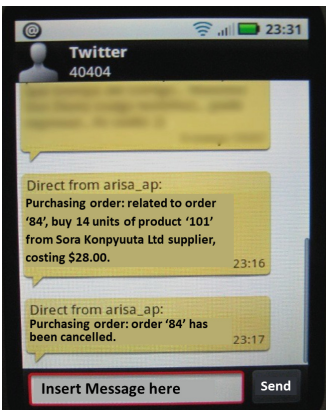 @ 23:31
Twitter
40404
Direct from arisa_ap:
Purchasing order: related to order
‘84’, buy 14 units of product ‘101’
from Sora Konpyuuta Ltd supplier,
costing $28.00.
23:16
Direct from arisa_ap:
Purchasing order: order ‘84’ has
been cancelled.
23:17
Insert Message here
Send